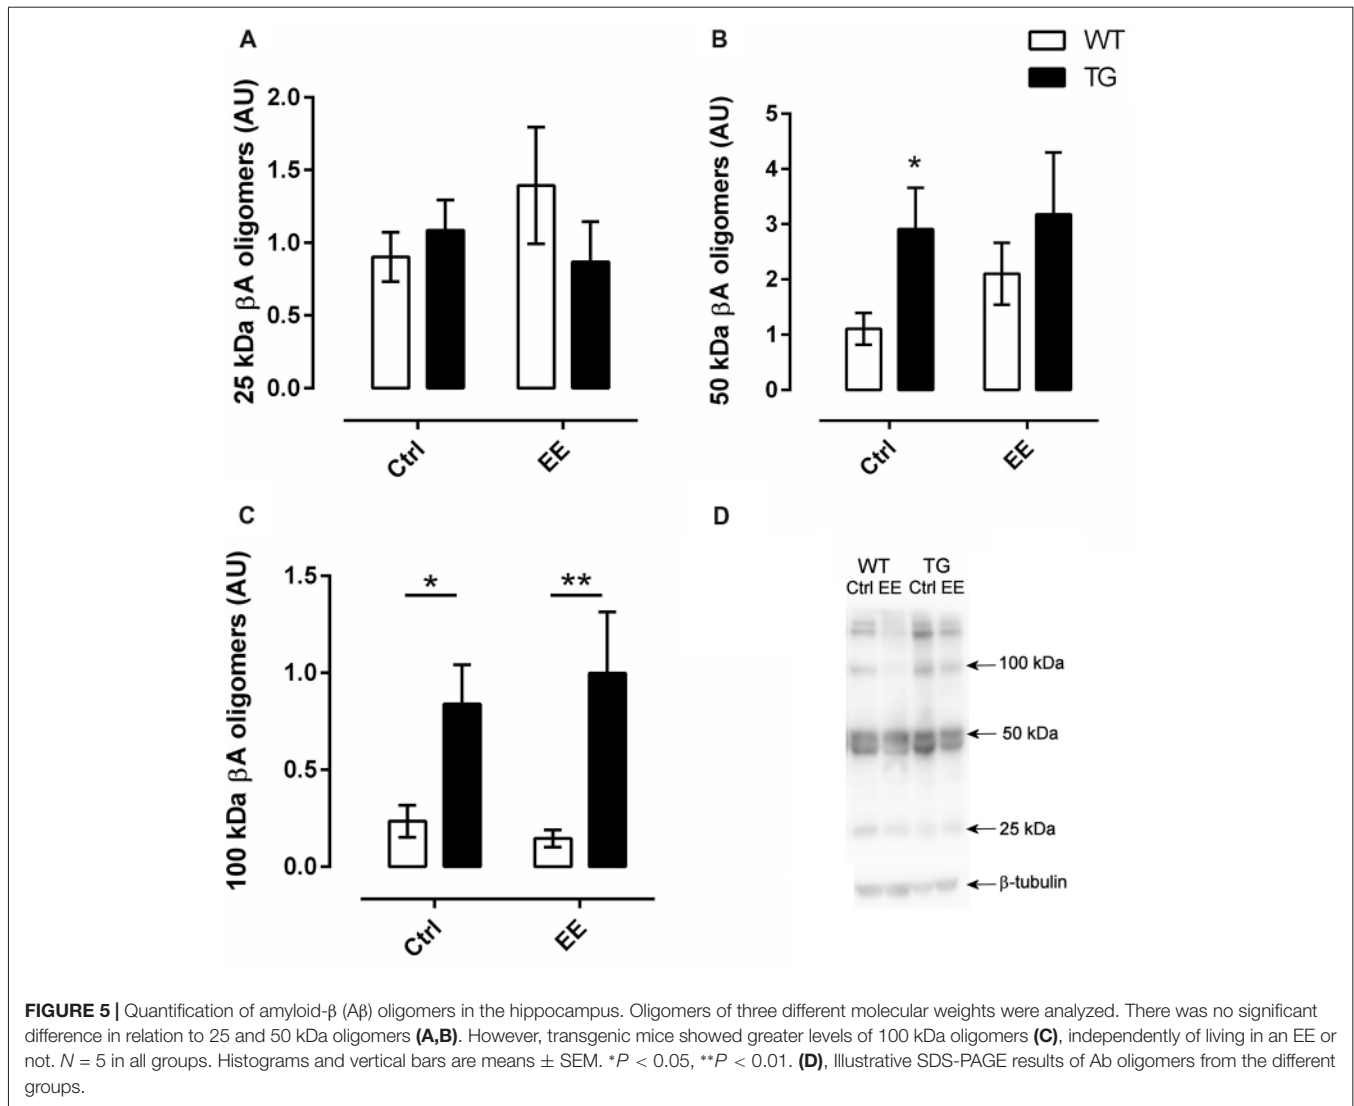 A
25 kDa βA oligomers (AU)
2.0
1.5
1.0
0.5
0.0
Ctrl
EE
B
WT
TG
50 kDa βA oligomers (AU)
5
4
3
2
1
0
*
Ctrl
EE
C
100 kDa βA oligomers (AU)
1.5
1.0
0.5
0.0
*
**
Ctrl
EE
D
WT TG
Ctrl EE Ctrl EE
100 kDa
50 kDa
25 kDa
β-tubulin
FIGURE 5 | Quantification of amyloid-β (Aβ) oligomers in the hippocampus. Oligomers of three different molecular weights were analyzed. There was no significant
difference in relation to 25 and 50 kDa oligomers (A,B). However, transgenic mice showed greater levels of 100 kDa oligomers (C), independently of living in an EE or
not. N = 5 in all groups. Histograms and vertical bars are means ± SEM. *P < 0.05, **P < 0.01. (D), Illustrative SDS-PAGE results of Ab oligomers from the different
groups.